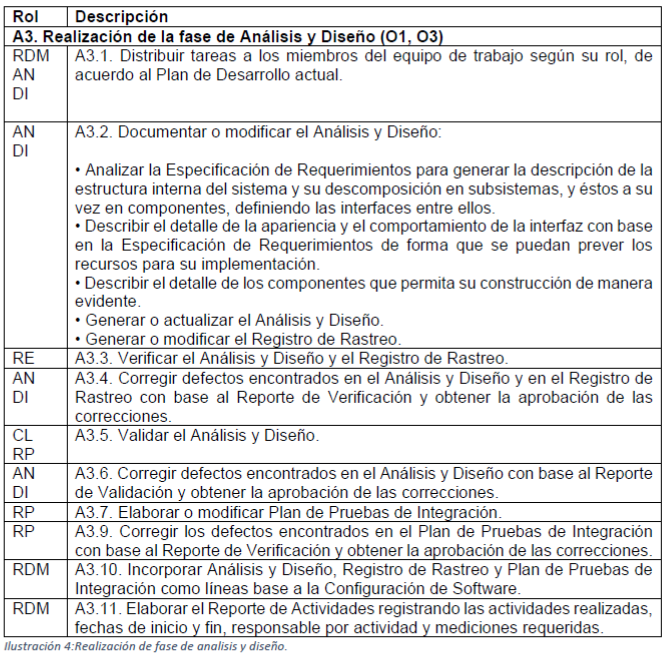 Rol Descripción
A3. Realización de la fase de Análisis y Diseño (O1, O3)
RDM A3.1. Distribuir tareas a los miembros del equipo de trabajo según su rol, de
AN acuerdo al Plan de Desarrollo actual.
DI
AN A3.2. Documentar o modificar el Análisis y Diseño:
DI
• Analizar la Especificación de Requerimientos para generar la descripción de la
estructura interna del sistema y su descomposición en subsistemas, y éstos a su
vez en componentes, definiendo las interfaces entre ellos.
• Describir el detalle de la apariencia y el comportamiento de la interfaz con base
en la Especificación de Requerimientos de forma que se puedan prever los
recursos para su implementación.
• Describir el detalle de los componentes que permita su construcción de manera
evidente.
• Generar o actualizar el Análisis y Diseño.
• Generar o modificar el Registro de Rastreo.
RE A3.3. Verificar el Análisis y Diseño y el Registro de Rastreo.
AN A3.4. Corregir defectos encontrados en el Análisis y Diseño y en el Registro de
DI Rastreo con base al Reporte de Verificación y obtener la aprobación de las
correcciones.
CL A3.5. Validar el Análisis y Diseño.
RP
AN A3.6. Corregir defectos encontrados en el Análisis y Diseño con base al Reporte
DI de Validación y obtener la aprobación de las correcciones.
RP A3.7. Elaborar o modificar Plan de Pruebas de Integración.
RP A3.9. Corregir los defectos encontrados en el Plan de Pruebas de Integración
con base al Reporte de Verificación y obtener la aprobación de las correcciones.
RDM A3.10. Incorporar Análisis y Diseño, Registro de Rastreo y Plan de Pruebas de
Integración como líneas base a la Configuración de Software.
RDM A3.11. Elaborar el Reporte de Actividades registrando las actividades realizadas,
fechas de inicio y fin, responsable por actividad y mediciones requeridas.
Ilustración 4:Realización de fase de analisis y diseño.